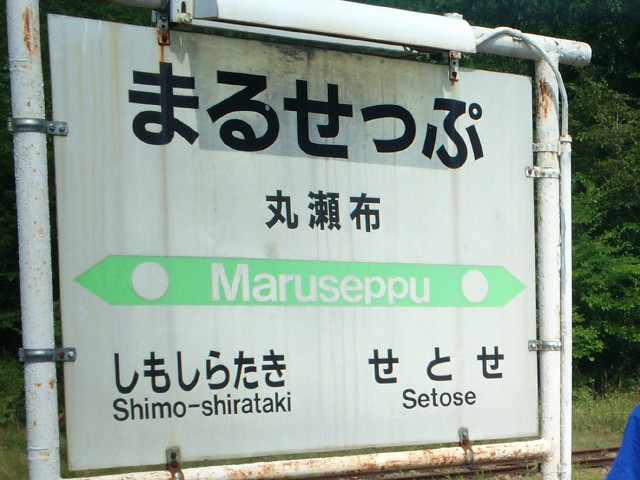 まるせっぷ
丸瀬布
Maruseppu
しもしらたき せとせ
Shimo-shirataki Setose